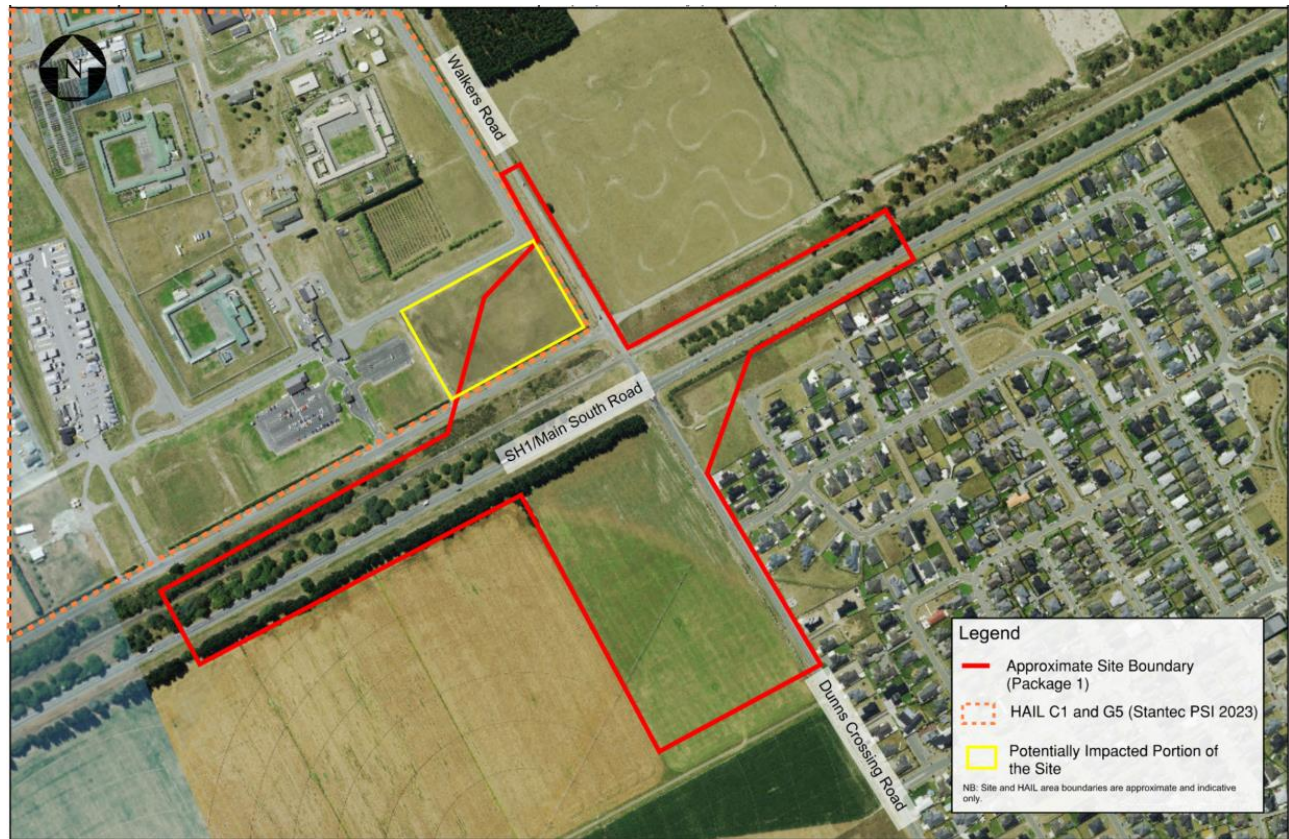 N
Walkers Road
SH1/Main South Road
Dunns Crossing Road
Legend
Approximate Site Boundary
(Package 1)
HAIL C1 and G5 (Stantec PSI 2023)
Potentially Impacted Portion of
the Site
NB: Site and HAIL area boundaries are approximate and indicative
only.